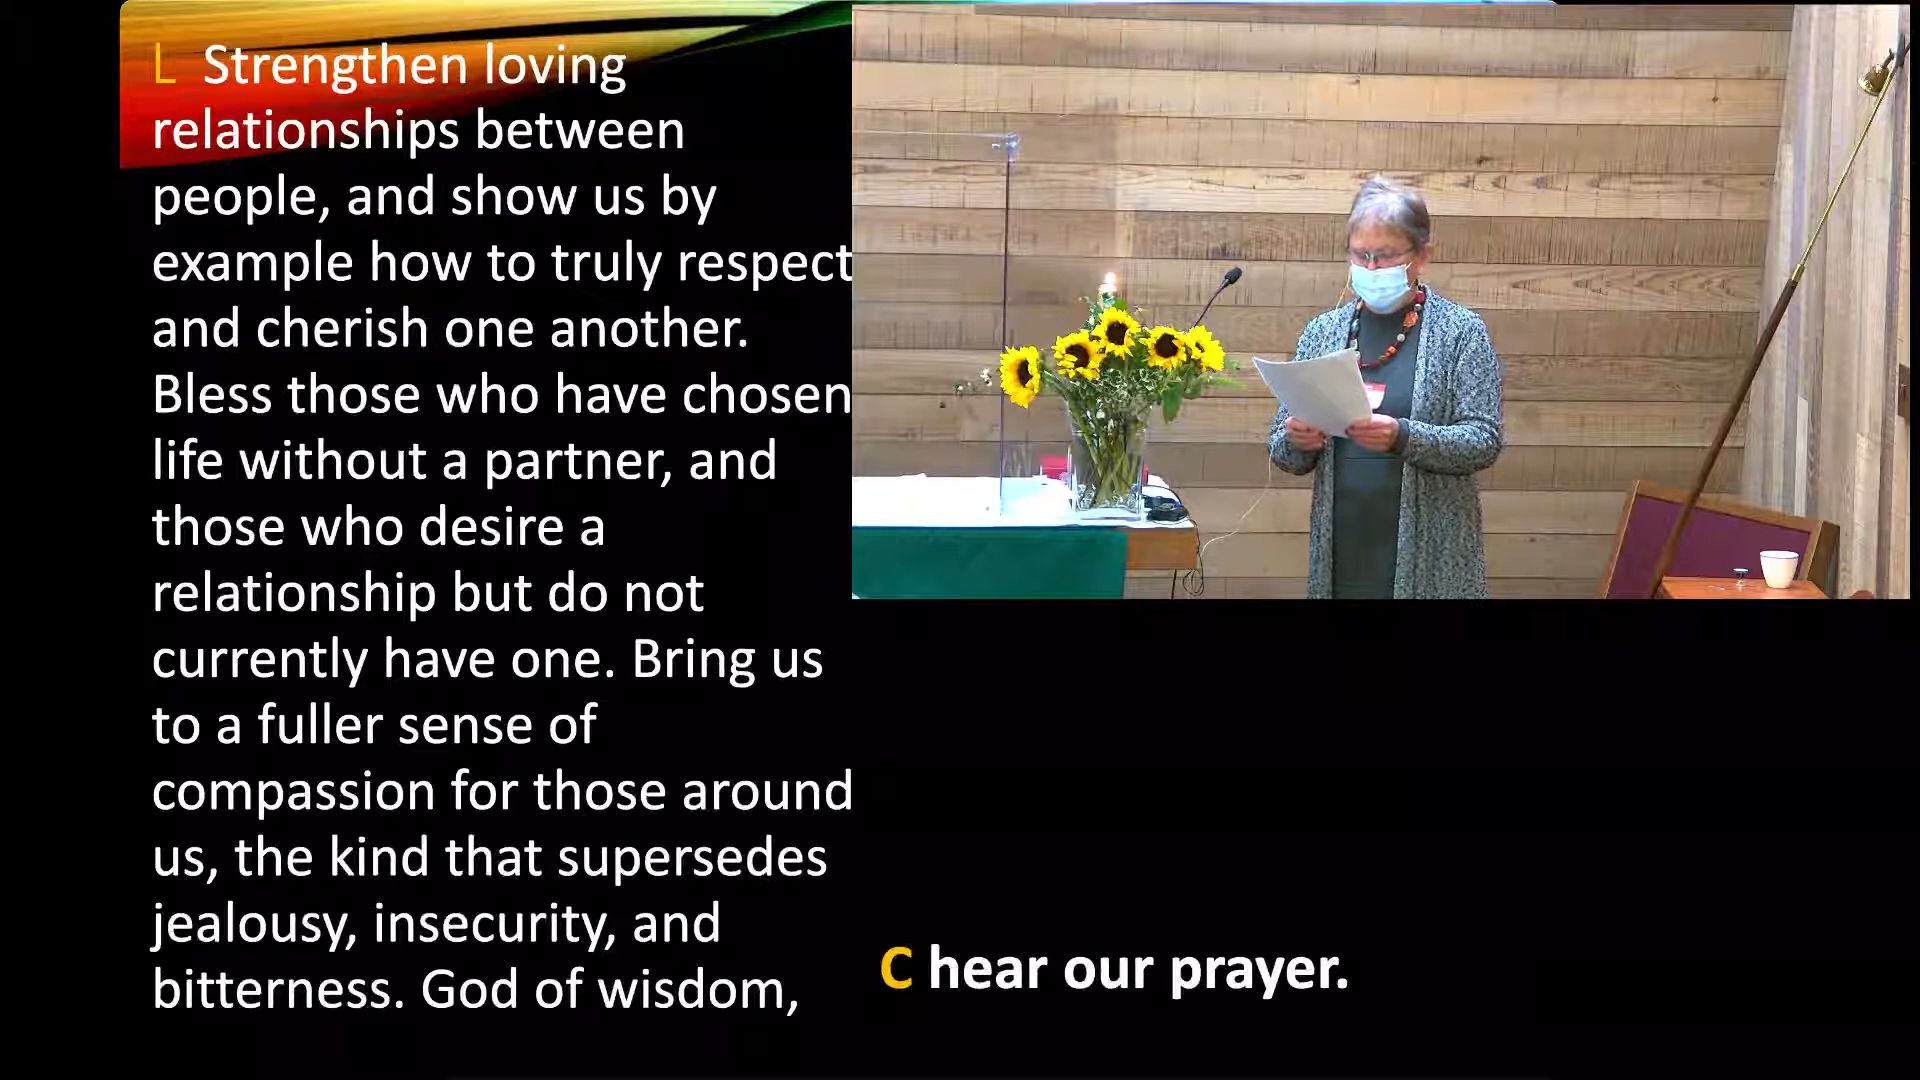 L Strengthen loving
relationships between
people, and show us by
example how to truly respect
and cherish one another.
Bless those who have chosen
life without a partner, and
those who desire a
relationship but do not
currently have one. Bring us
to a fuller sense of
compassion for those around
us, the kind that supersedes
jealousy, insecurity, and
bitterness. God of wisdom,
C hear our prayer.